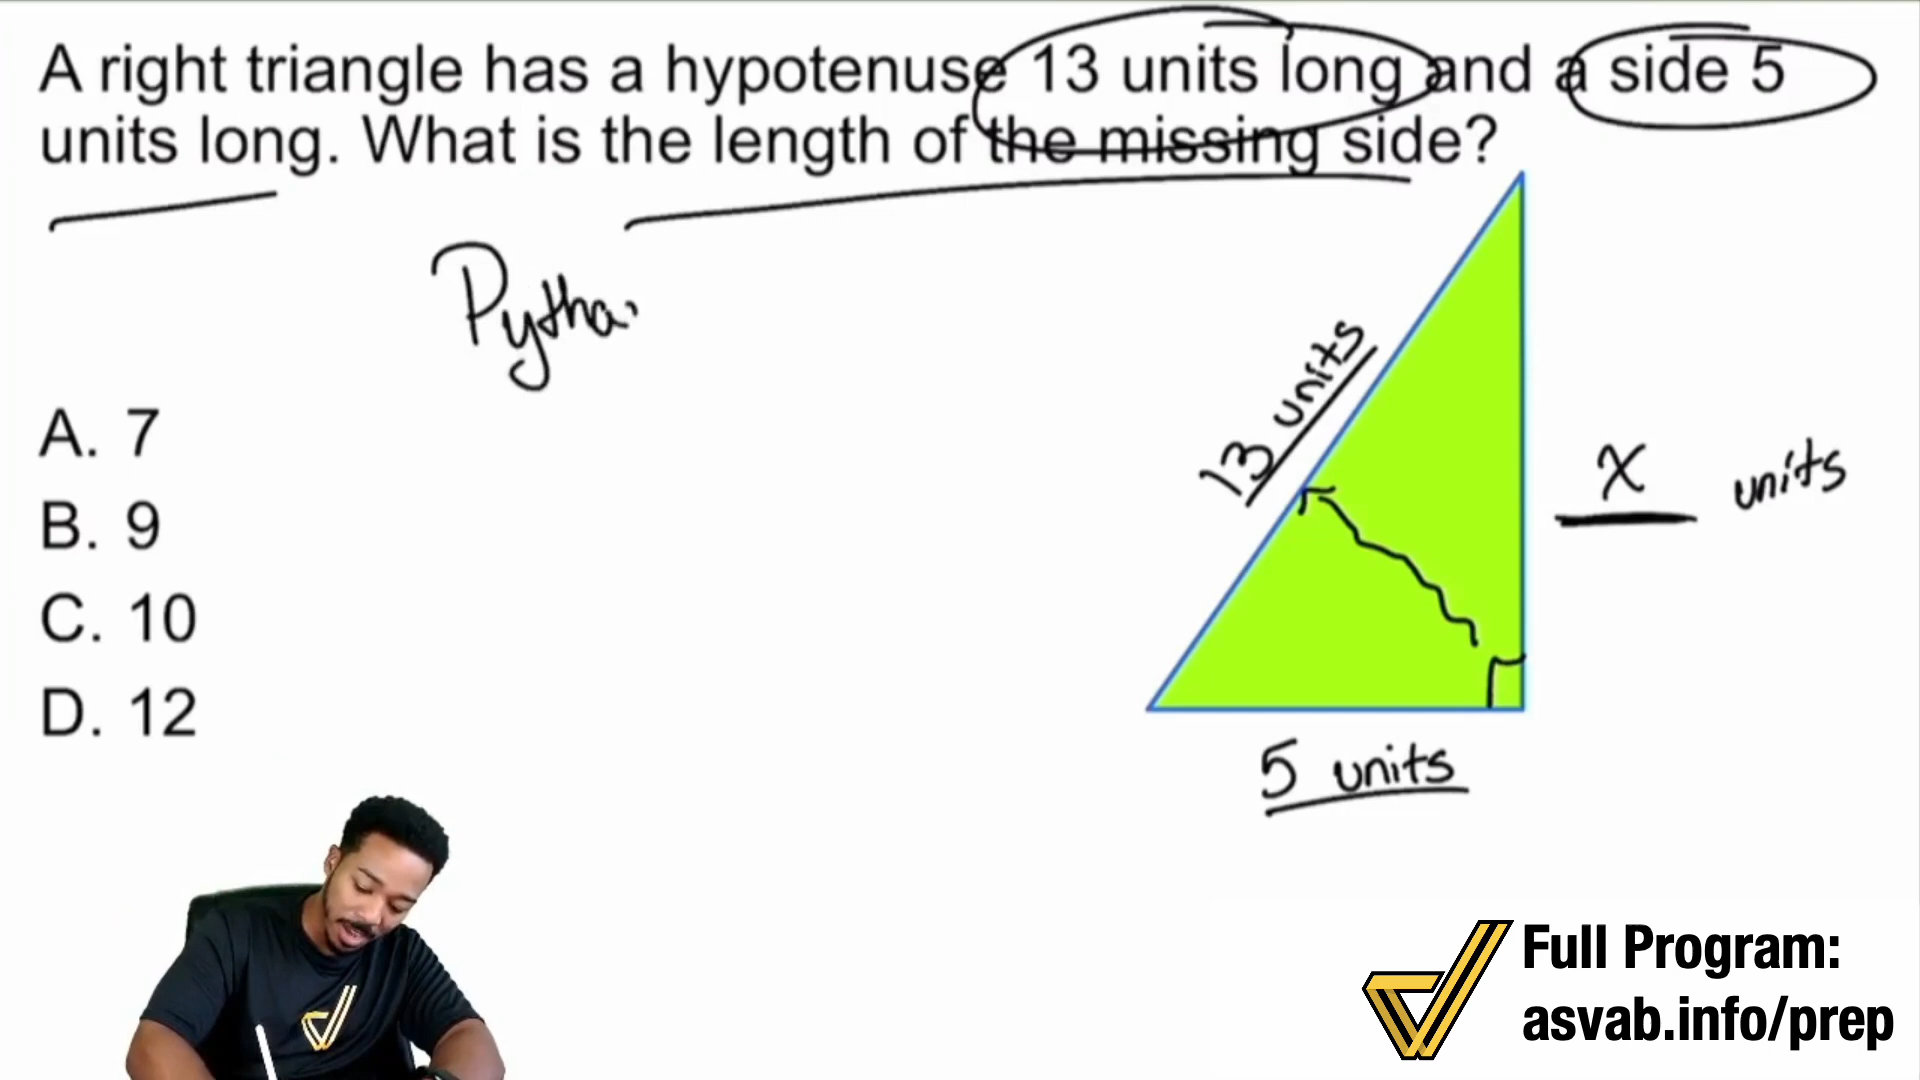 A right triangle has a hypotenuse 13 units long and a side 5
units long. What is the length of the missing side?
Pytha
A. 7
B. 9
C. 10
D. 12
13 units
x units
5 units
Full Program:
asvab.info/prep